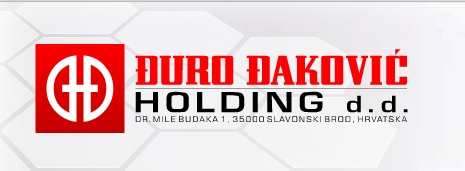 ĐURO ĐAKOVIĆ
HOLDING d.d.
DR. MILE BUDAKA 1, 35000 SLAVONSKI BROD, HRVATSKA